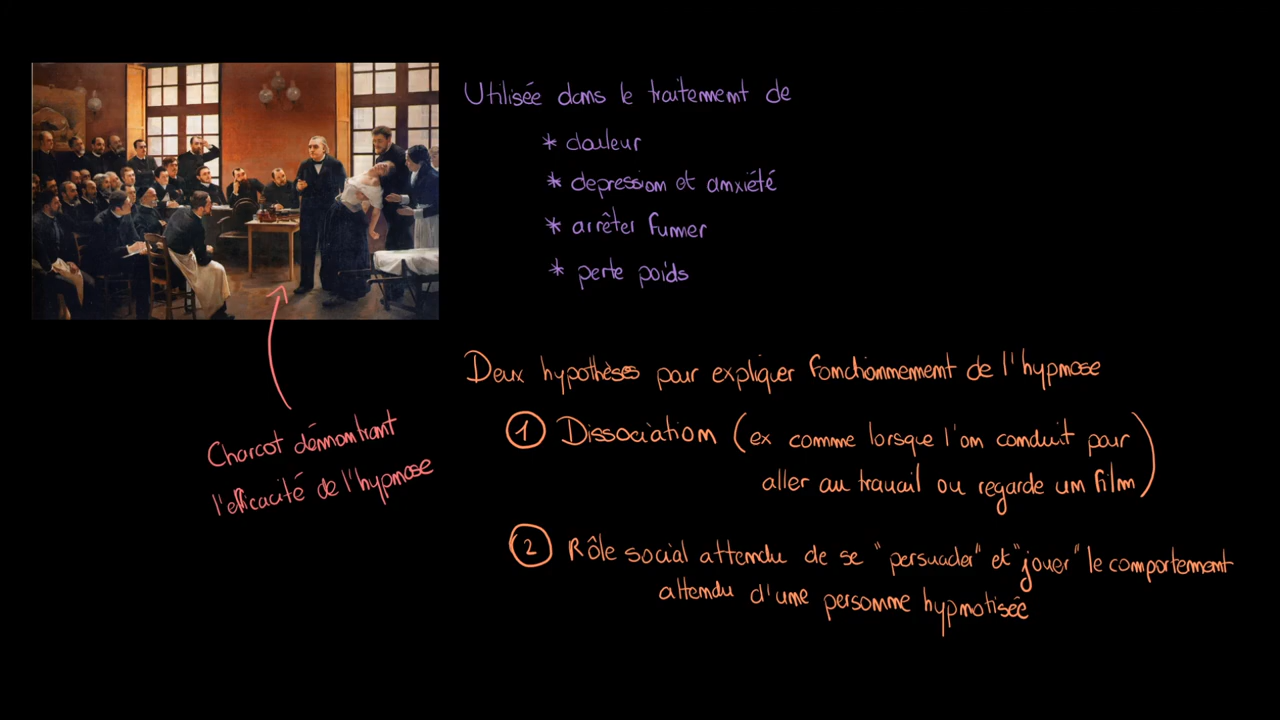 Utilisée dans le traitement de
* douleur
* depression et anxiété
* arrêter fumer
* perte poids
Deux hypothèses pour expliquer fonctionnement de l'hypnose
1 Dissociation (ex comme lorsque l'on conduit pour
aller au travail ou regarde un film)
2 Rôle social attendu de se "persuader" et "jouer" le comportement
attendu d'une personne hypnotisée
Charcot démontrant
l'efficacité de l'hypnose